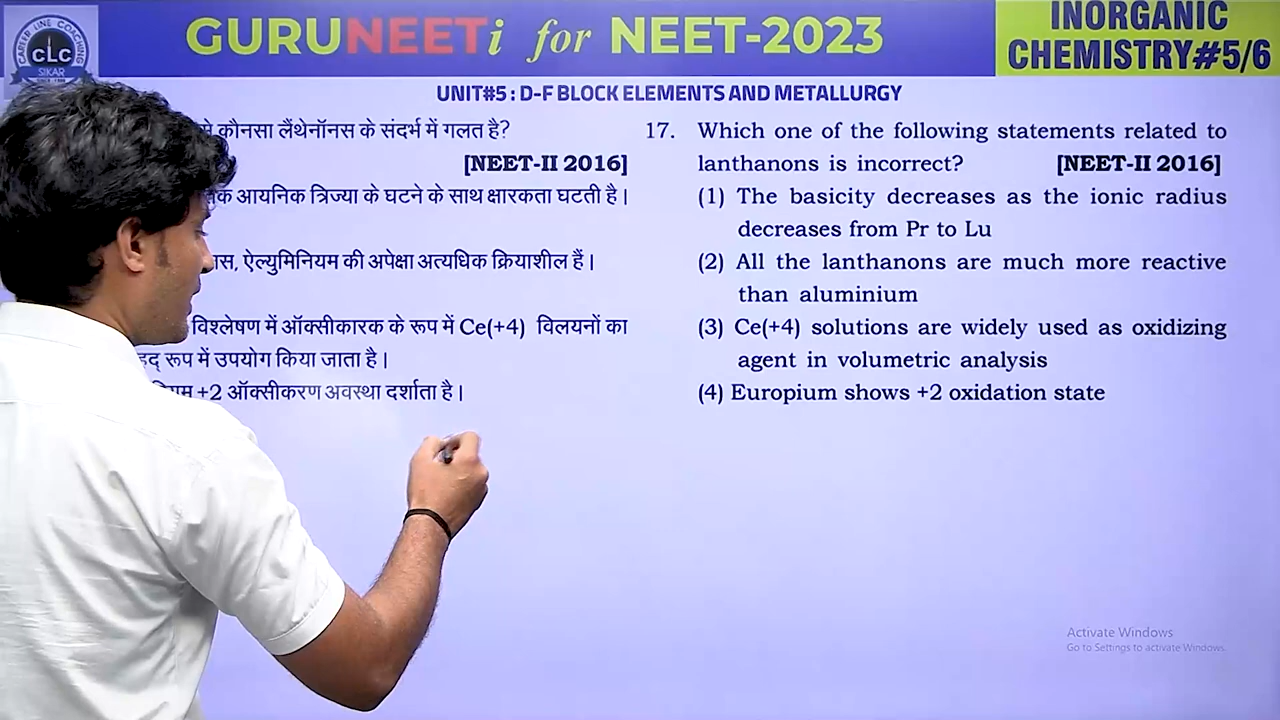 CAREER LINE COACHING
CLC
SIKAR
GURUNEETi for NEET-2023
INORGANIC
CHEMISTRY#5/6
UNIT#5 : D-F BLOCK ELEMENTS AND METALLURGY
कौनसा लैंथेनॉनस के संदर्भ में गलत है?
[NEET-II 2016]
आयनिक त्रिज्या के घटने के साथ क्षारकता घटती है।
ऐल्युमिनियम की अपेक्षा अत्यधिक क्रियाशील हैं।
विश्लेषण में ऑक्सीकारक के रूप में Ce(+4) विलयनों का
रूप में उपयोग किया जाता है।
+2 ऑक्सीकरण अवस्था दर्शाता है।
17. Which one of the following statements related to
lanthanons is incorrect? [NEET-II 2016]
(1) The basicity decreases as the ionic radius
decreases from Pr to Lu
(2) All the lanthanons are much more reactive
than aluminium
(3) Ce(+4) solutions are widely used as oxidizing
agent in volumetric analysis
(4) Europium shows +2 oxidation state
Activate Windows
Go to Settings to activate Windows.